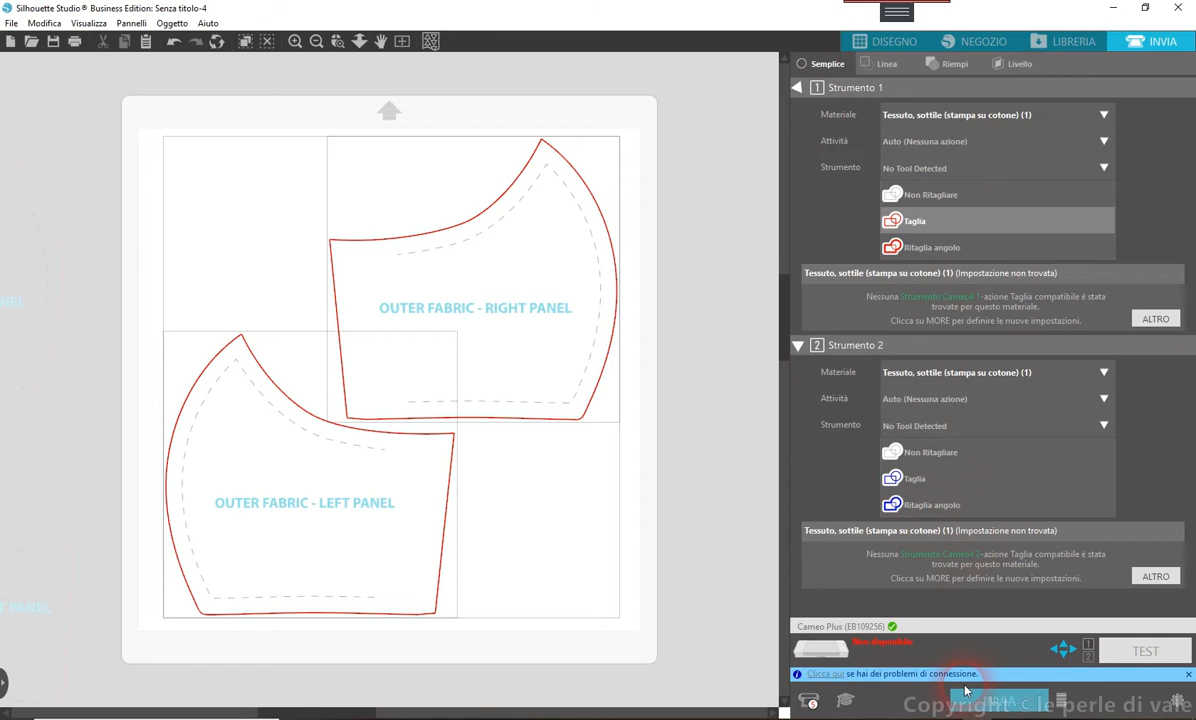 Silhouette Studio® Business Edition: Senza titolo-4
File Modifica Visualizza Pannelli Oggetto Aiuto
DISEGNO NEGOZIO LIBRERIA INVIA
Semplice Linea Riempi Livello
1 Strumento 1
Materiale Tessuto, sottile (stampa su cotone) (1)
Attività Auto (Nessuna azione)
Strumento No Tool Detected
Non Ritagliare
Taglia
Ritaglia angolo
Tessuto, sottile (stampa su cotone) (1) (Impostazione non trovata)
Nessuna Strumento Cameo4 1-azione Taglia compatibile è stata
trovate per questo materiale.
Clicca su MORE per definire le nuove impostazioni.
ALTRO
2 Strumento 2
Materiale Tessuto, sottile (stampa su cotone) (1)
Attività Auto (Nessuna azione)
Strumento No Tool Detected
Non Ritagliare
Taglia
Ritaglia angolo
Tessuto, sottile (stampa su cotone) (1) (Impostazione non trovata)
Nessuna Strumento Cameo4 2-azione Taglia compatibile è stata
trovate per questo materiale.
Clicca su MORE per definire le nuove impostazioni.
ALTRO
Cameo Plus (EB109256)
Non disponibile
1
2
TEST
Clicca qui se hai dei problemi di connessione.
Copyright © le perle di vale
OUTER FABRIC - RIGHT PANEL
OUTER FABRIC - LEFT PANEL